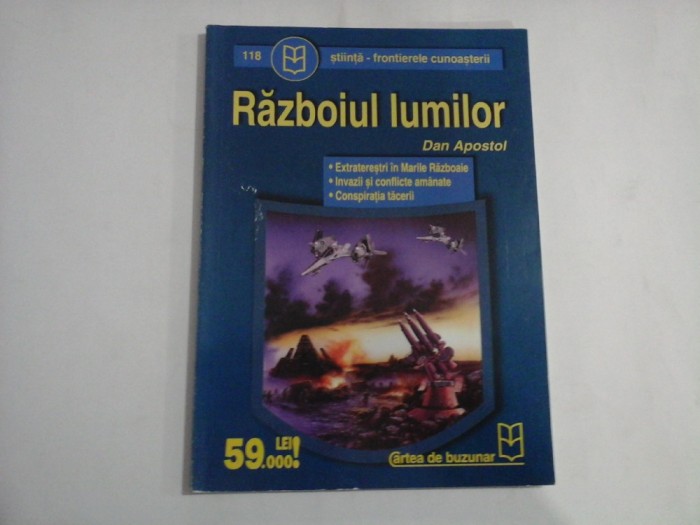 118 știință - frontierele cunoașterii
Războiul lumilor
Dan Apostol
• Extratereștri în Marile Războaie
• Invazii și conflicte amânate
• Conspirația tăcerii
59.000! LEI
Cartea de buzunar